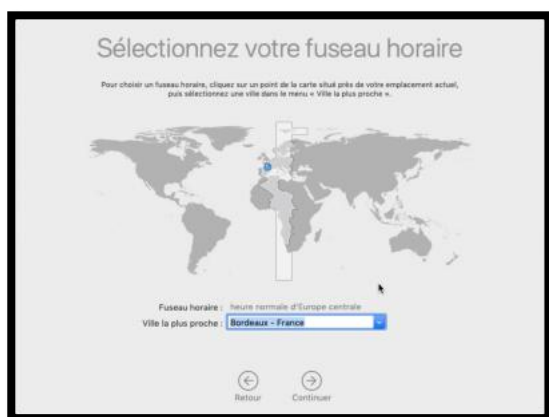 Sélectionnez votre fuseau horaire
Pour choisir un fuseau horaire, cliquez sur un point de la carte situé près de votre emplacement actuel,
puis sélectionnez une ville dans le menu « Ville la plus proche ».
Fuseau horaire : heure normale d'Europe centrale
Ville la plus proche : Bordeaux - France
Retour Continuer